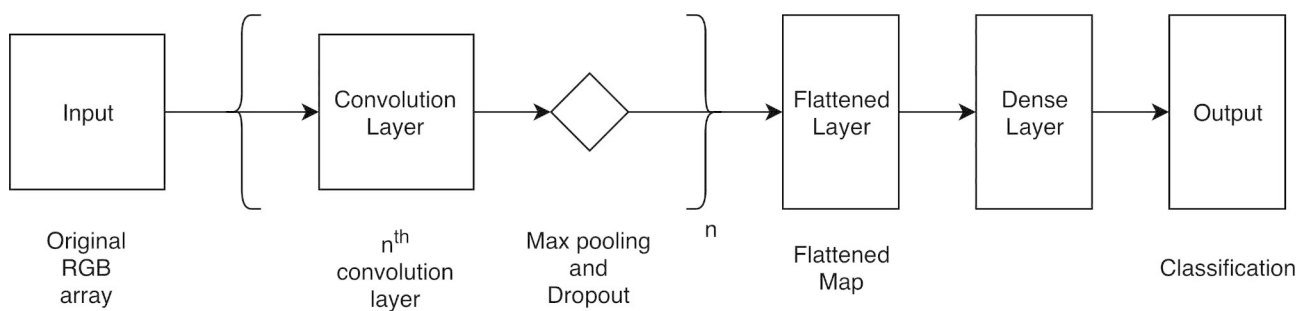 Input
Convolution
Layer
Flattened
Layer
Dense
Layer
Output
Original
RGB
array
nth
convolution
layer
Max pooling
and
Dropout
n
Flattened
Map
Classification